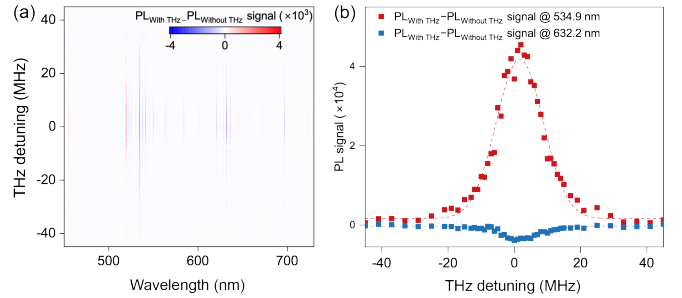 (a)
PLWith THz-PLWithout THz signal (×10³)
-4 0 4
40
20
0
-20
-40
THz detuning (MHz)
500 600 700
Wavelength (nm)
(b)
PLWith THz-PLWithout THz signal @ 534.9 nm
PLWith THz-PLWithout THz signal @ 632.2 nm
4
2
0
PL signal (×10⁴)
-40 -20 0 20 40
THz detuning (MHz)